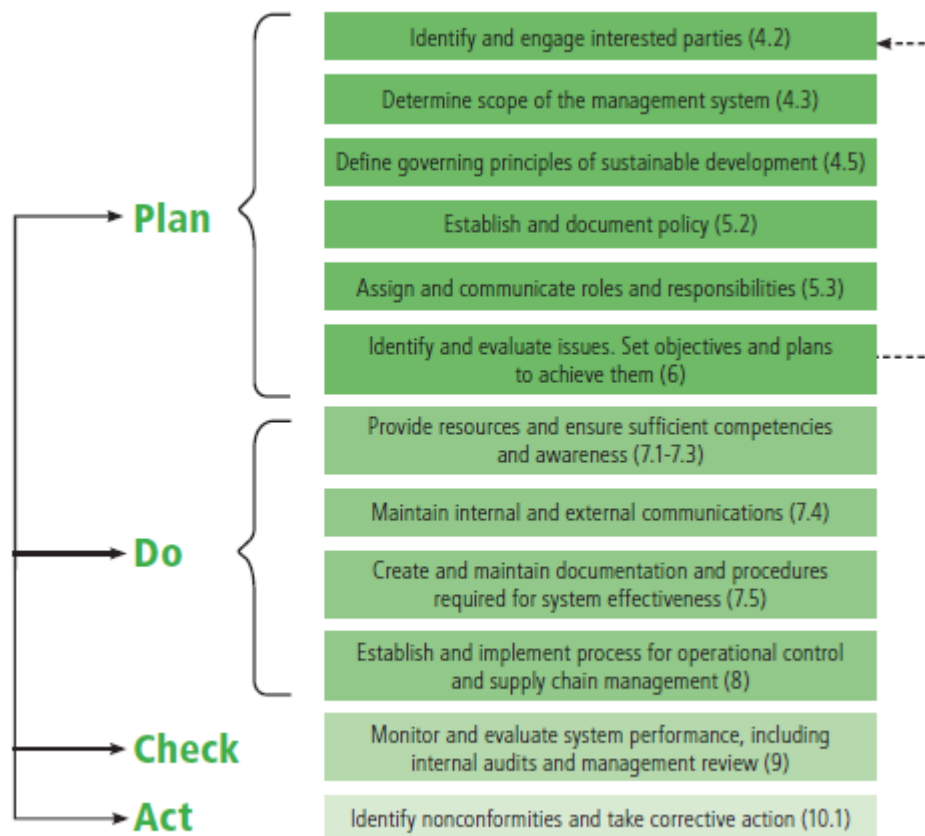 Identify and engage interested parties (4.2)
Determine scope of the management system (4.3)
Define governing principles of sustainable development (4.5)
Plan
Establish and document policy (5.2)
Assign and communicate roles and responsibilities (5.3)
Identify and evaluate issues. Set objectives and plans
to achieve them (6)
Provide resources and ensure sufficient competencies
and awareness (7.1-7.3)
Maintain internal and external communications (7.4)
Do
Create and maintain documentation and procedures
required for system effectiveness (7.5)
Establish and implement process for operational control
and supply chain management (8)
Check
Monitor and evaluate system performance, including
internal audits and management review (9)
Act
Identify nonconformities and take corrective action (10.1)